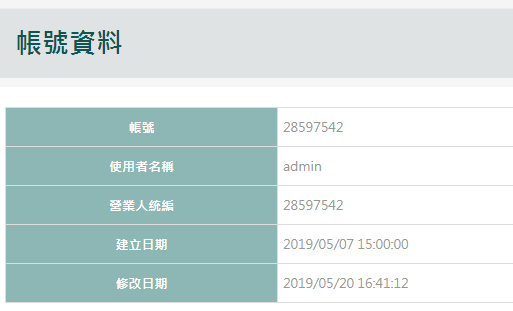 帳號資料
帳號 28597542
使用者名稱 admin
營業人統編 28597542
建立日期 2019/05/07 15:00:00
修改日期 2019/05/20 16:41:12